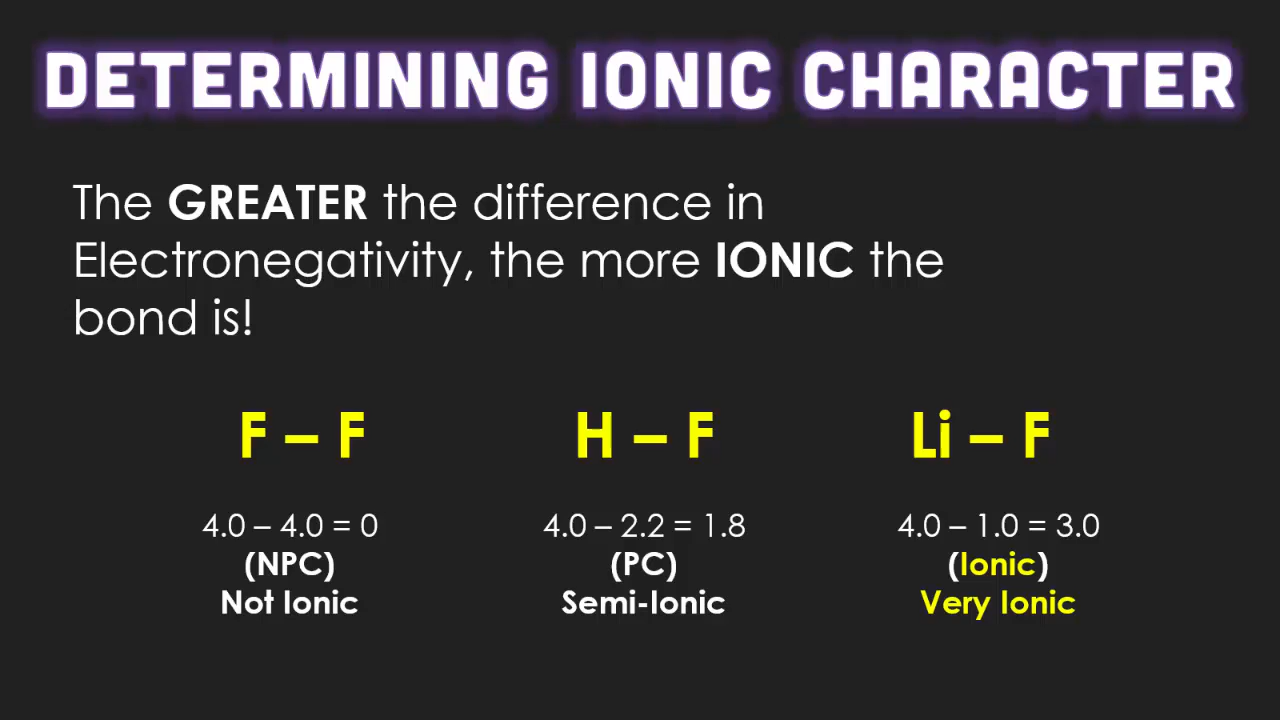 DETERMINING IONIC CHARACTER
The GREATER the difference in
Electronegativity, the more IONIC the
bond is!
F – F
H – F
Li – F
4.0 – 4.0 = 0
(NPC)
Not Ionic
4.0 – 2.2 = 1.8
(PC)
Semi-Ionic
4.0 – 1.0 = 3.0
(Ionic)
Very Ionic